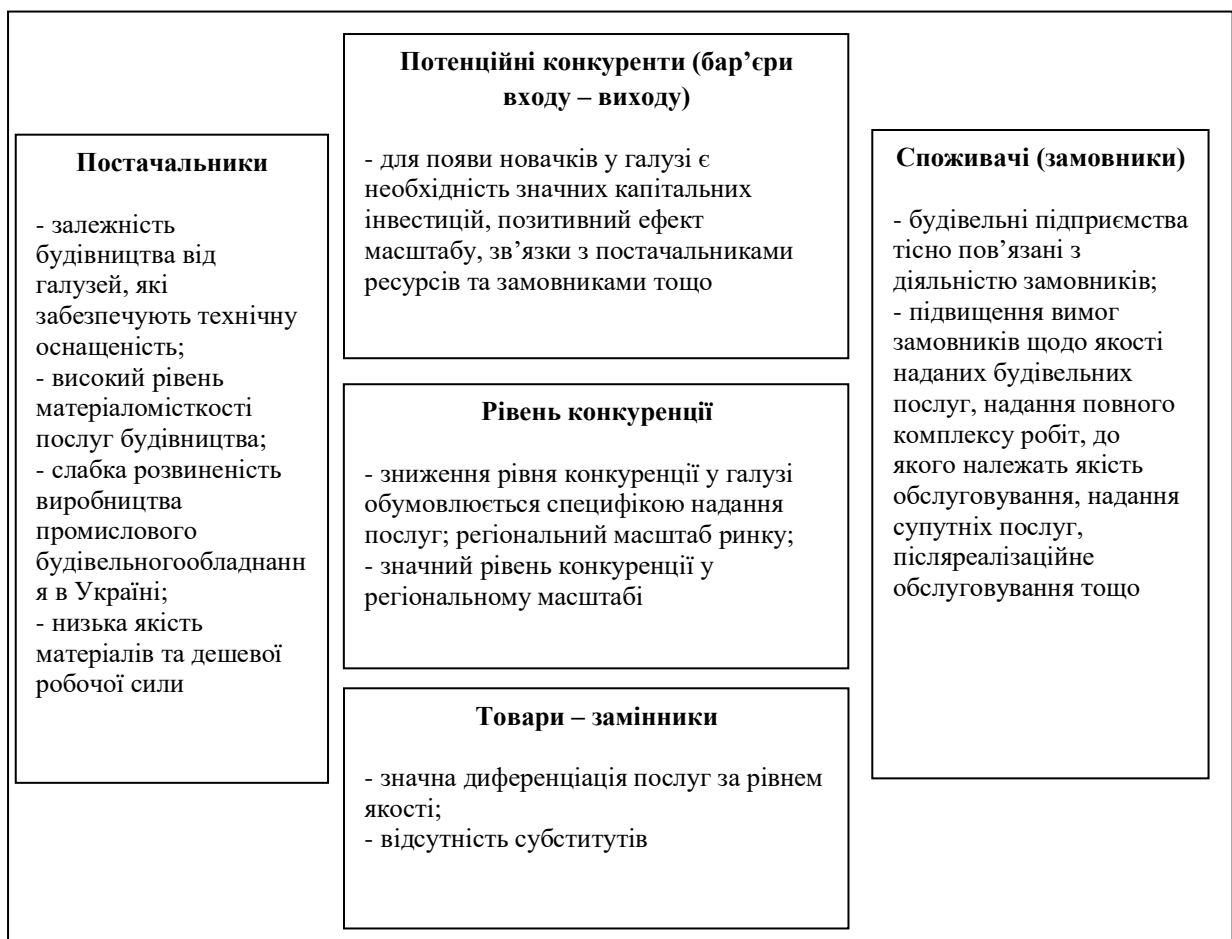 Потенційні конкуренти (бар’єри
входу – виходу)
- для появи новачків у галузі є
необхідність значних капітальних
інвестицій, позитивний ефект
масштабу, зв’язки з постачальниками
ресурсів та замовниками тощо
Постачальники
- залежність
будівництва від
галузей, які
забезпечують технічну
оснащеність;
- високий рівень
матеріаломісткості
послуг будівництва;
- слабка розвиненість
виробництва
промислового
будівельногообладнанн
я в Україні;
- низька якість
матеріалів та дешевої
робочої сили
Рівень конкуренції
- зниження рівня конкуренції у галузі
обумовлюється специфікою надання
послуг; регіональний масштаб ринку;
- значний рівень конкуренції у
регіональному масштабі
Товари – замінники
- значна диференціація послуг за рівнем
якості;
- відсутність субститутів
Споживачі (замовники)
- будівельні підприємства
тісно пов’язані з
діяльністю замовників;
- підвищення вимог
замовників щодо якості
наданих будівельних
послуг, надання повного
комплексу робіт, до
якого належать якість
обслуговування, надання
супутніх послуг,
післяреалізаційне
обслуговування тощо